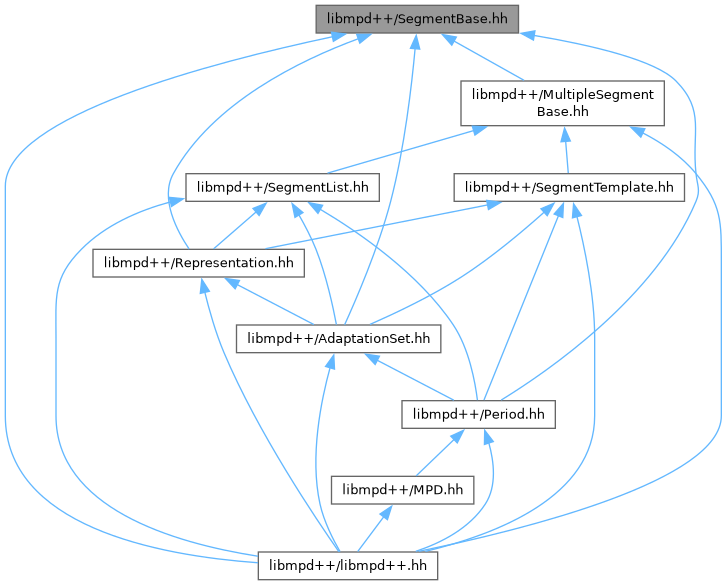 libmpd++/SegmentBase.hh
libmpd++/MultipleSegment
Base.hh
libmpd++/SegmentList.hh
libmpd++/SegmentTemplate.hh
libmpd++/Representation.hh
libmpd++/AdaptationSet.hh
libmpd++/Period.hh
libmpd++/MPD.hh
libmpd++/libmpd++.hh